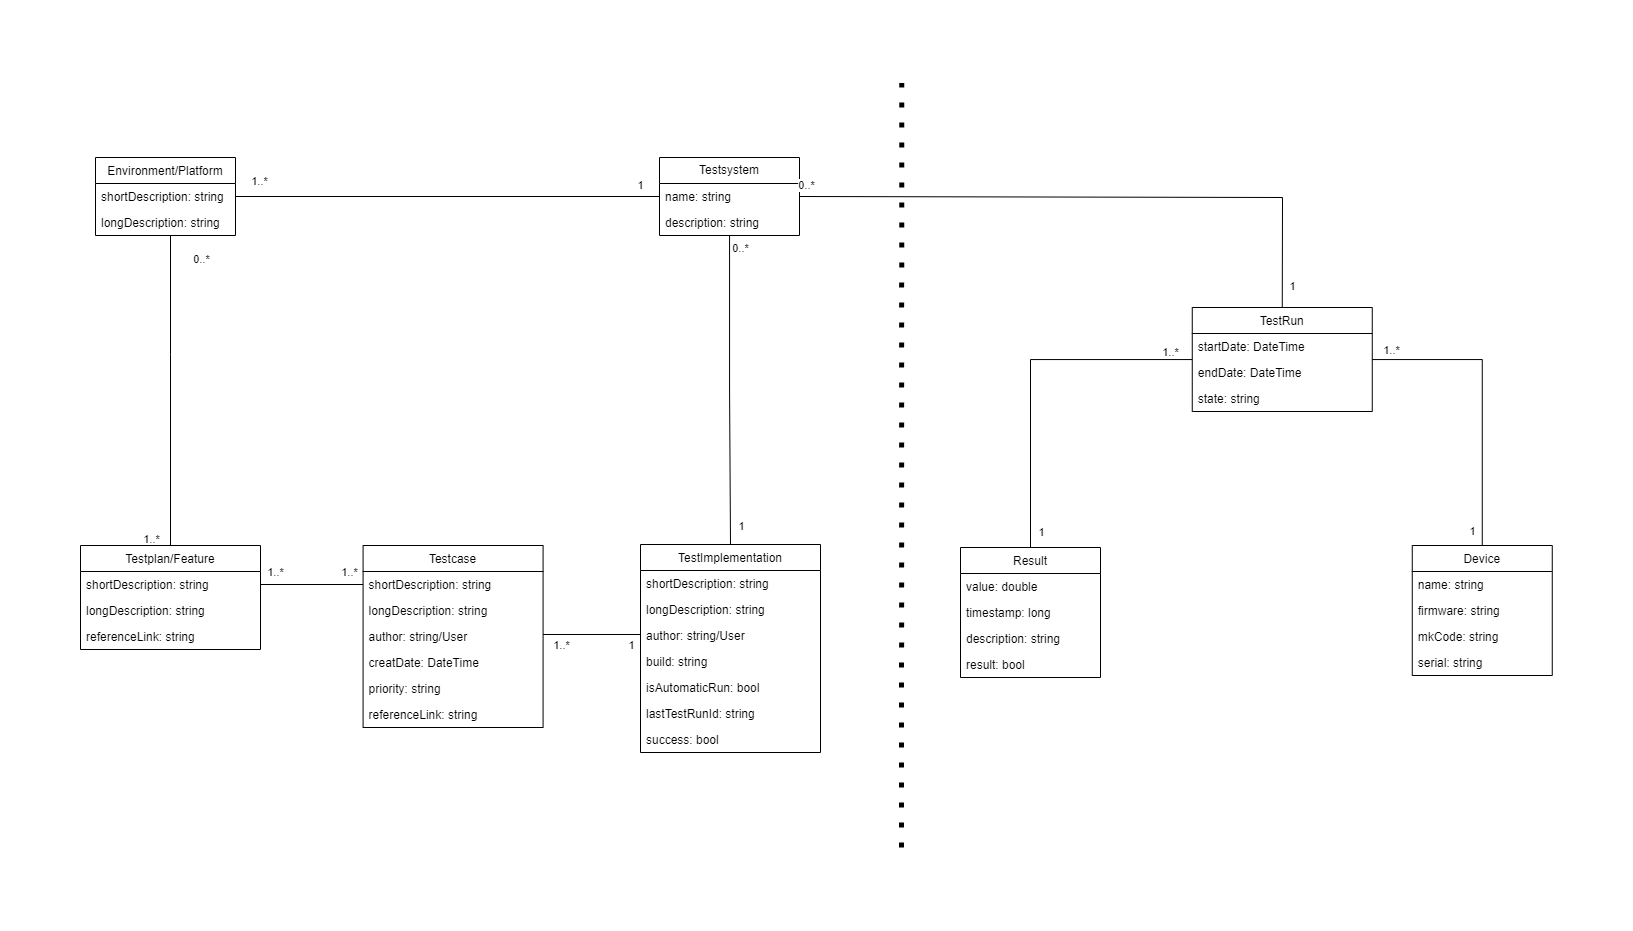 Environment/Platform
shortDescription: string
longDescription: string
1..*
1
0..*
Testsystem
name: string
description: string
0..*
0..*
1
TestRun
startDate: DateTime
endDate: DateTime
state: string
1..*
1..*
1..*
Testplan/Feature
shortDescription: string
longDescription: string
referenceLink: string
1..*
1..*
Testcase
shortDescription: string
longDescription: string
author: string/User
creatDate: DateTime
priority: string
referenceLink: string
1..*
1
1
TestImplementation
shortDescription: string
longDescription: string
author: string/User
build: string
isAutomaticRun: bool
lastTestRunId: string
success: bool
1
Result
value: double
timestamp: long
description: string
result: bool
1
Device
name: string
firmware: string
mkCode: string
serial: string